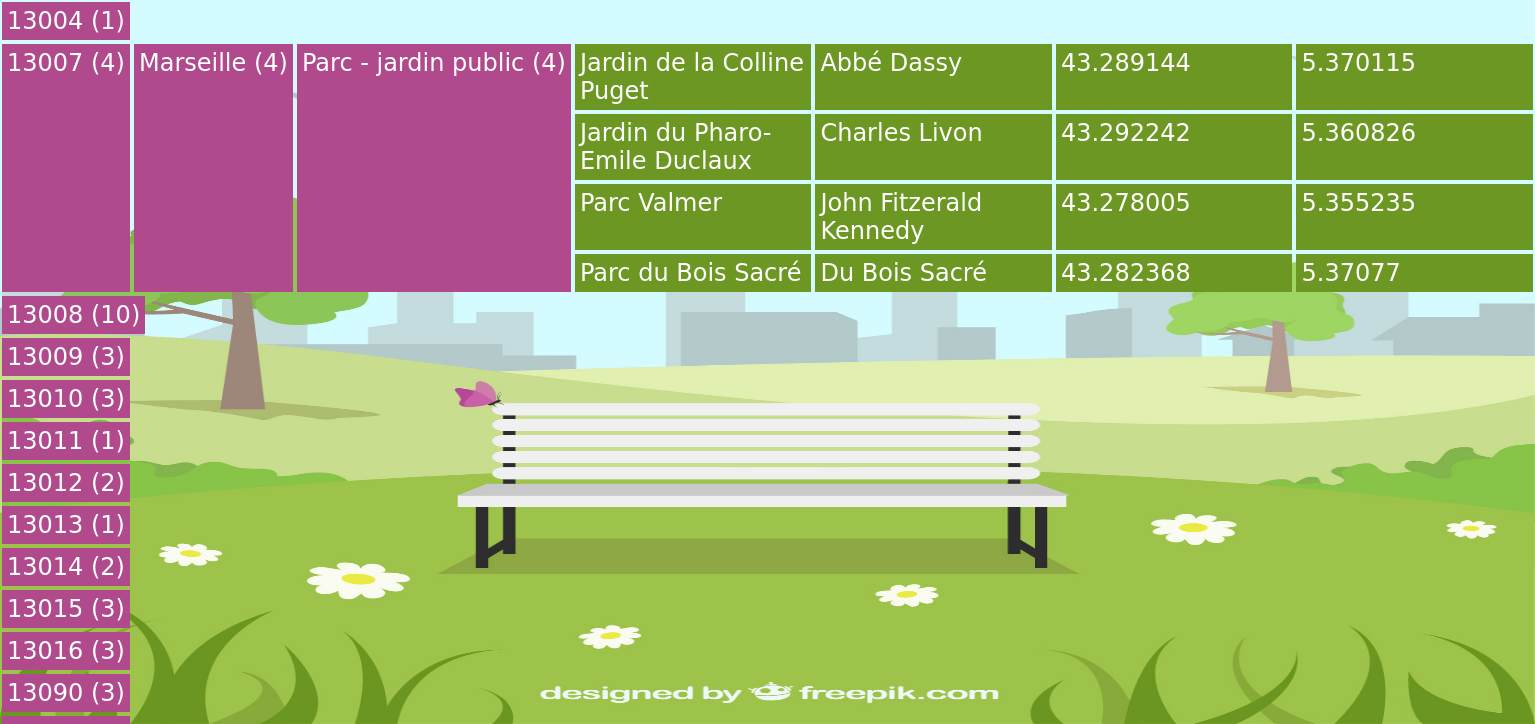 13004 (1)
13007 (4) Marseille (4) Parc - jardin public (4) Jardin de la Colline Abbé Dassy 43.289144 5.370115
Puget
Jardin du Pharo- Charles Livon 43.292242 5.360826
Emile Duclaux
Parc Valmer John Fitzerald 43.278005 5.355235
Kennedy
Parc du Bois Sacré Du Bois Sacré 43.282368 5.37077
13008 (10)
13009 (3)
13010 (3)
13011 (1)
13012 (2)
13013 (1)
13014 (2)
13015 (3)
13016 (3)
13090 (3)
designed by freepik.com